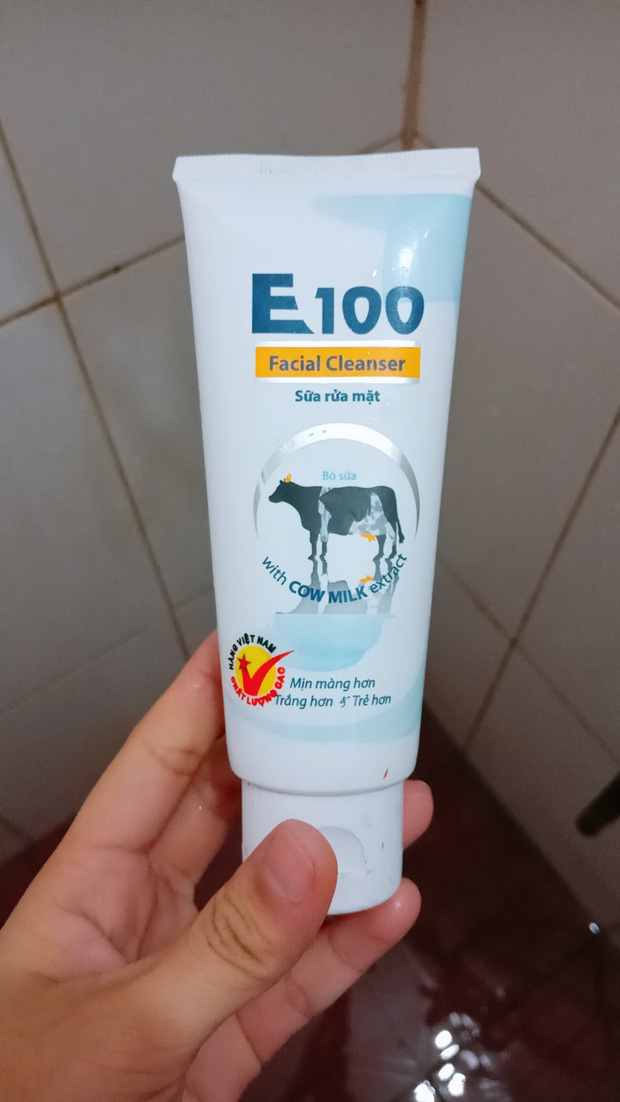 E100
Facial Cleanser
Sữa rửa mặt
Bò sữa
with COW MILK extract
HÀNG VIỆT NAM
CHẤT LƯỢNG CAO
Mịn màng hơn
Trắng hơn & Trẻ hơn